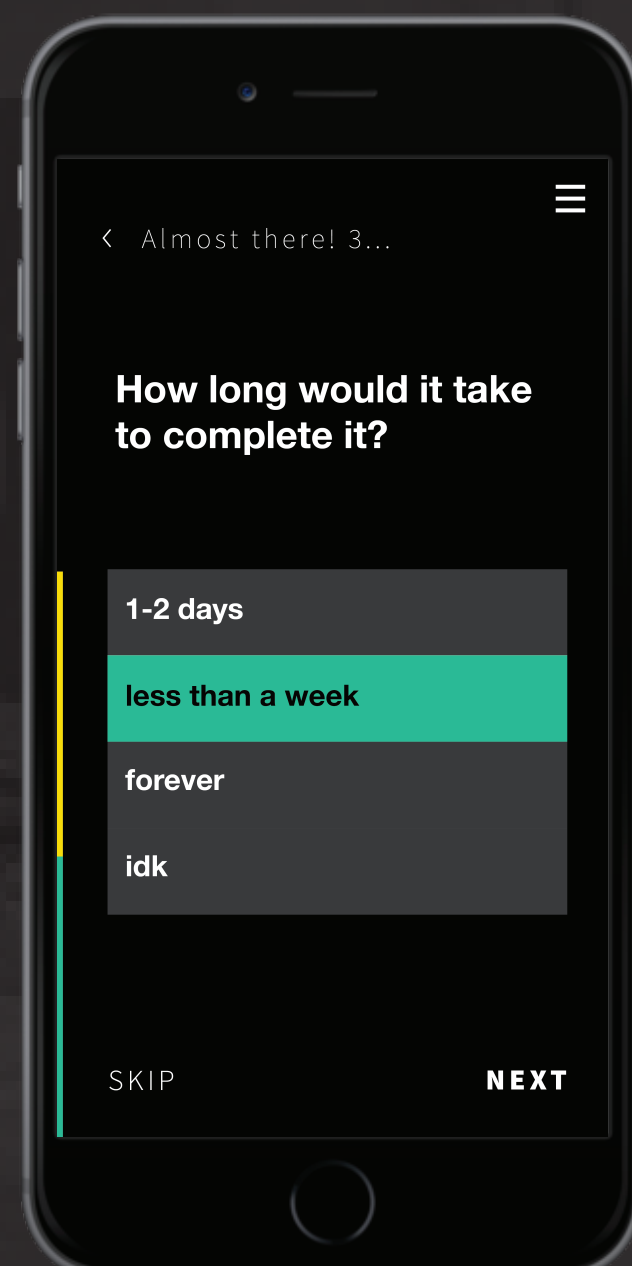 Almost there! 3...
How long would it take
to complete it?
1-2 days
less than a week
forever
idk
SKIP
NEXT